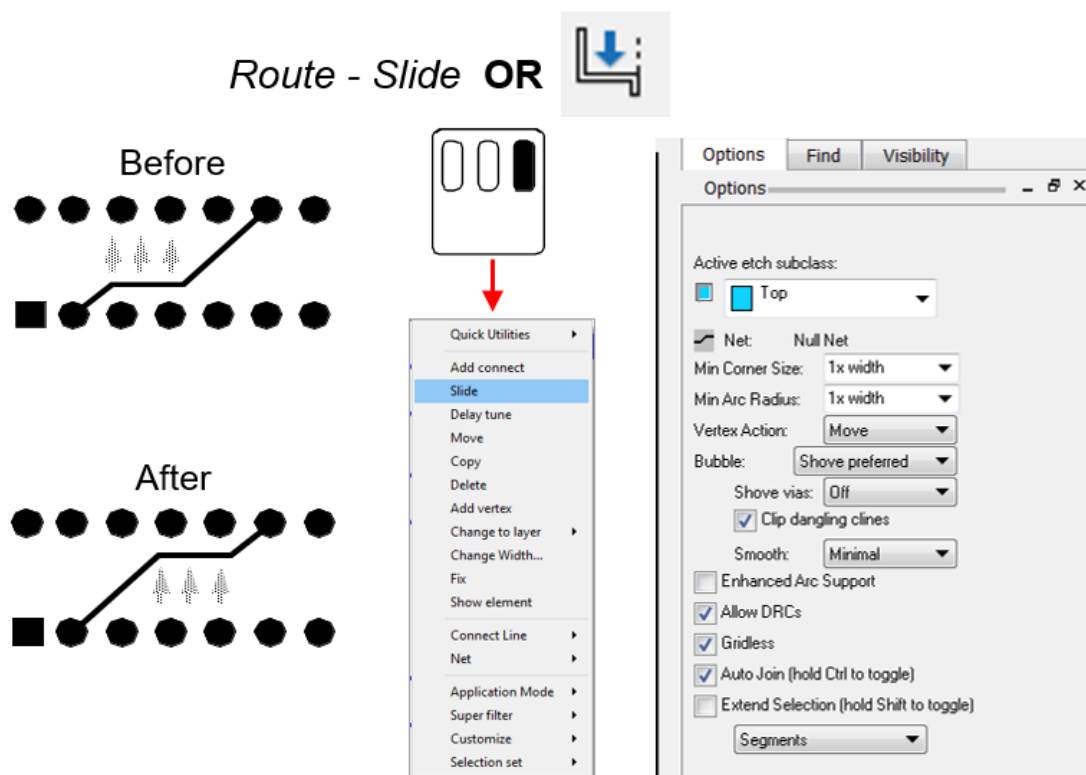 Route - Slide OR
Before
After
Quick Utilities
Add connect
Slide
Delay tune
Move
Copy
Delete
Add vertex
Change to layer
Change Width...
Fix
Show element
Connect Line
Net
Application Mode
Super filter
Customize
Selection set
Options Find Visibility
Options
Active etch subclass:
Top
Net: Null Net
Min Corner Size: 1x width
Min Arc Radius: 1x width
Vertex Action: Move
Bubble: Shove preferred
Shove vias: Off
Clip dangling clines
Smooth: Minimal
Enhanced Arc Support
Allow DRCs
Gridless
Auto Join (hold Ctrl to toggle)
Extend Selection (hold Shift to toggle)
Segments